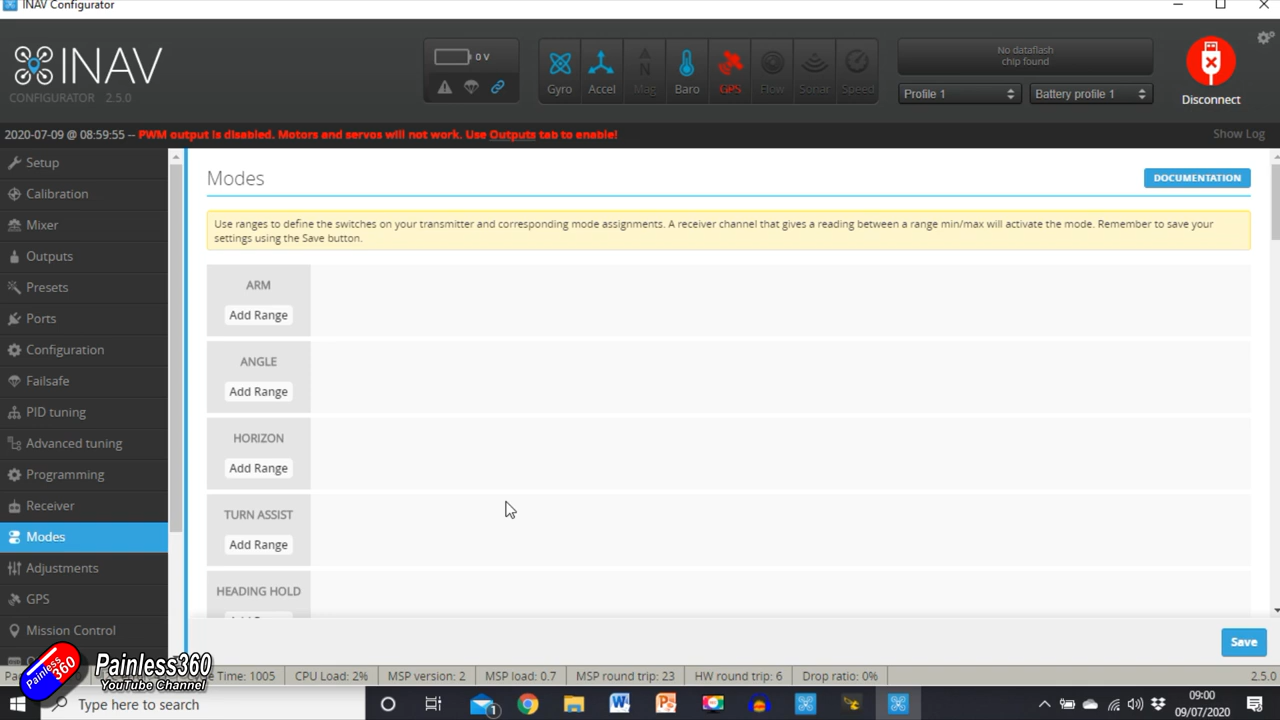 INAV Configurator
INAV
CONFIGURATOR 2.5.0
0 V
Gyro
Accel
Mag
Baro
GPS
Flow
Sonar
Speed
No dataflash
chip found
Profile 1
Battery profile 1
Disconnect
2020-07-09 @ 08:59:55 -- PWM output is disabled. Motors and servos will not work. Use Outputs tab to enable!
Show Log
Setup
Calibration
Mixer
Outputs
Presets
Ports
Configuration
Failsafe
PID tuning
Advanced tuning
Programming
Receiver
Modes
Adjustments
GPS
Mission Control
Modes
DOCUMENTATION
Use ranges to define the switches on your transmitter and corresponding mode assignments. A receiver channel that gives a reading between a range min/max will activate the mode. Remember to save your
settings using the Save button.
ARM
Add Range
ANGLE
Add Range
HORIZON
Add Range
TURN ASSIST
Add Range
HEADING HOLD
Save
Painless360
YouTube Channel
Painless
360
Time: 1005
CPU Load: 2%
MSP version: 2
MSP load: 0.7
MSP round trip: 23
HW round trip: 6
Drop ratio: 0%
2.5.0
Type here to search
1
09:00
09/07/2020